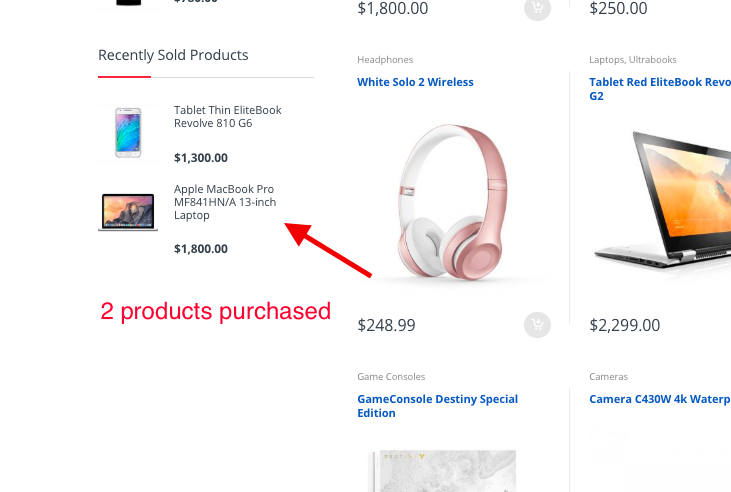 $780.00
$1,800.00
$250.00
Recently Sold Products
Tablet Thin EliteBook
Revolve 810 G6
$1,300.00
Apple MacBook Pro
MF841HN/A 13-inch
Laptop
$1,800.00
2 products purchased
Headphones
White Solo 2 Wireless
$248.99
Laptops, Ultrabooks
Tablet Red EliteBook Revo
G2
$2,299.00
Game Consoles
GameConsole Destiny Special
Edition
DESTINY
Cameras
Camera C430W 4k Waterp